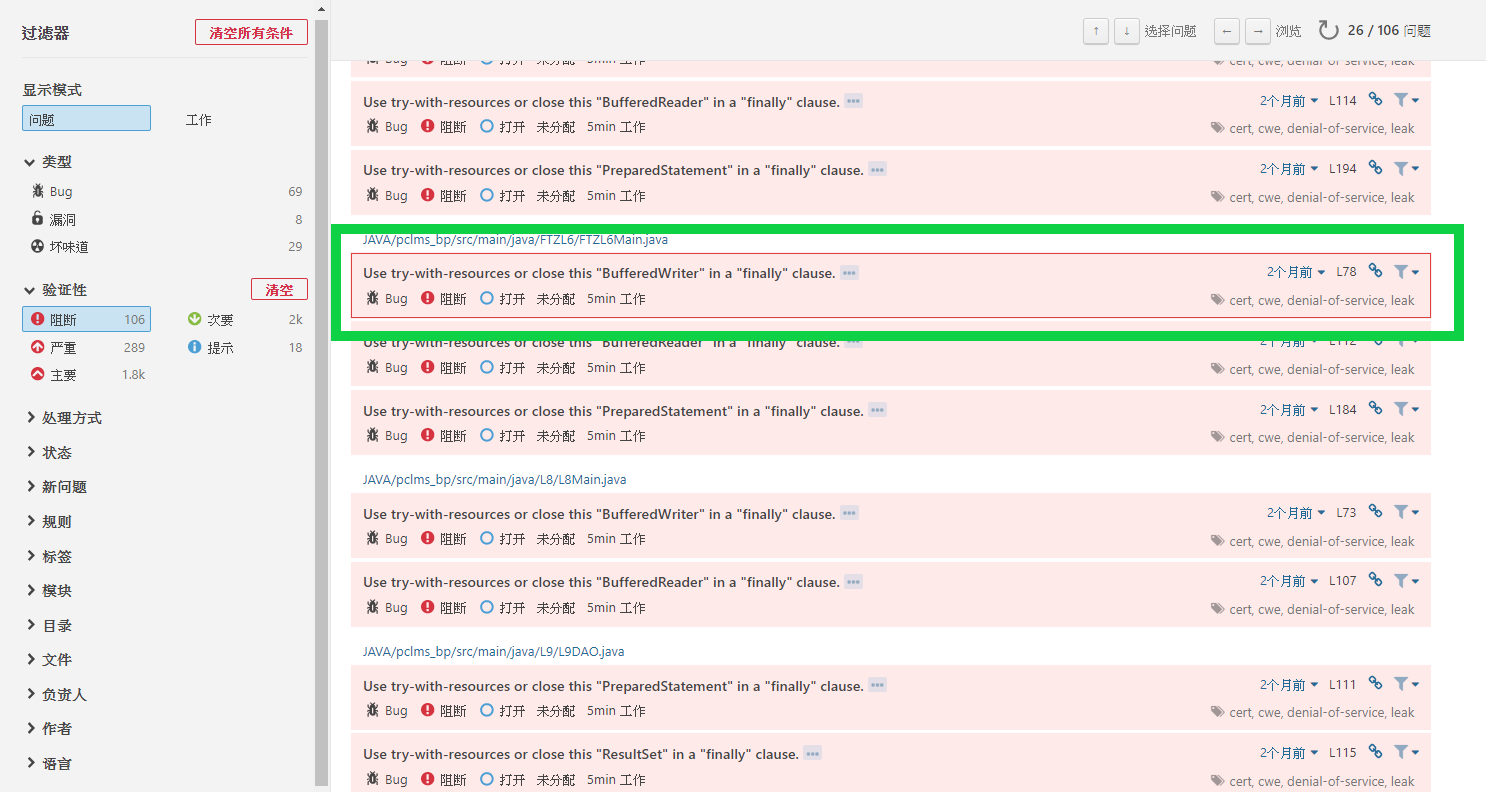 过滤器
清空所有条件
显示模式
问题
工作
类型
Bug 69
漏洞 8
坏味道 29
验证性
清空
阻断 106
次要 2k
严重 289
提示 18
主要 1.8k
处理方式
状态
新问题
规则
标签
模块
目录
文件
负责人
作者
语言
↑ ↓ 选择问题 ← → 浏览 26 / 106 问题
Bug 阻断 打开 未分配 5min 工作 cert, cwe, denial-of-service, leak
Use try-with-resources or close this "BufferedReader" in a "finally" clause. 2个月前 L114
Bug 阻断 打开 未分配 5min 工作 cert, cwe, denial-of-service, leak
Use try-with-resources or close this "PreparedStatement" in a "finally" clause. 2个月前 L194
Bug 阻断 打开 未分配 5min 工作 cert, cwe, denial-of-service, leak
JAVA/pclms_bp/src/main/java/FTZL6/FTZL6Main.java
Use try-with-resources or close this "BufferedWriter" in a "finally" clause. 2个月前 L78
Bug 阻断 打开 未分配 5min 工作 cert, cwe, denial-of-service, leak
Use try-with-resources or close this "BufferedReader" in a "finally" clause. 2个月前 L112
Bug 阻断 打开 未分配 5min 工作 cert, cwe, denial-of-service, leak
Use try-with-resources or close this "PreparedStatement" in a "finally" clause. 2个月前 L184
Bug 阻断 打开 未分配 5min 工作 cert, cwe, denial-of-service, leak
JAVA/pclms_bp/src/main/java/L8/L8Main.java
Use try-with-resources or close this "BufferedWriter" in a "finally" clause. 2个月前 L73
Bug 阻断 打开 未分配 5min 工作 cert, cwe, denial-of-service, leak
Use try-with-resources or close this "BufferedReader" in a "finally" clause. 2个月前 L107
Bug 阻断 打开 未分配 5min 工作 cert, cwe, denial-of-service, leak
JAVA/pclms_bp/src/main/java/L9/L9DAO.java
Use try-with-resources or close this "PreparedStatement" in a "finally" clause. 2个月前 L111
Bug 阻断 打开 未分配 5min 工作 cert, cwe, denial-of-service, leak
Use try-with-resources or close this "ResultSet" in a "finally" clause. 2个月前 L115
Bug 阻断 打开 未分配 5min 工作 cert, cwe, denial-of-service, leak